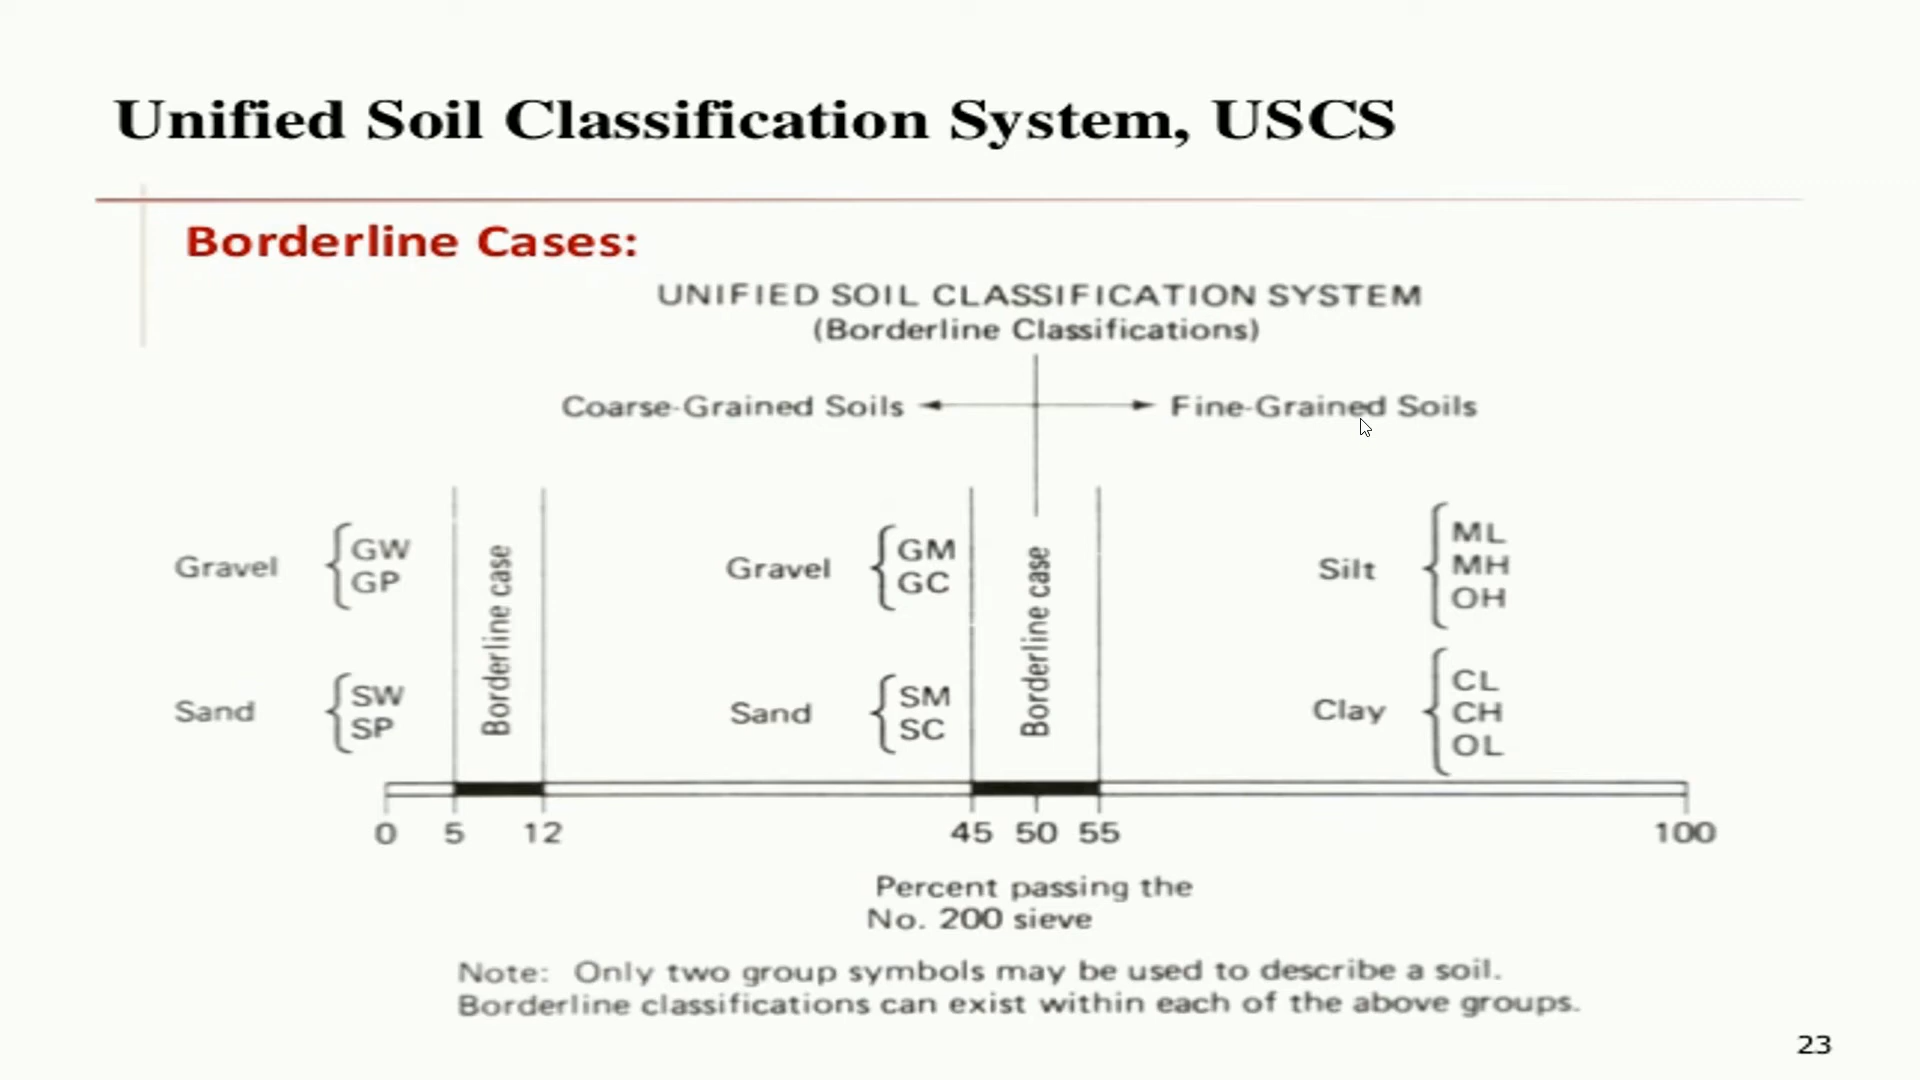 Unified Soil Classification System, USCS
Borderline Cases:
UNIFIED SOIL CLASSIFICATION SYSTEM
(Borderline Classifications)
Coarse-Grained Soils
Fine-Grained Soils
Gravel
GW
GP
Sand
SW
SP
Borderline case
Gravel
GM
GC
Sand
SM
SC
Borderline case
Silt
ML
MH
OH
Clay
CL
CH
OL
0 5 12 45 50 55 100
Percent passing the
No. 200 sieve
Note: Only two group symbols may be used to describe a soil.
Borderline classifications can exist within each of the above groups.
23